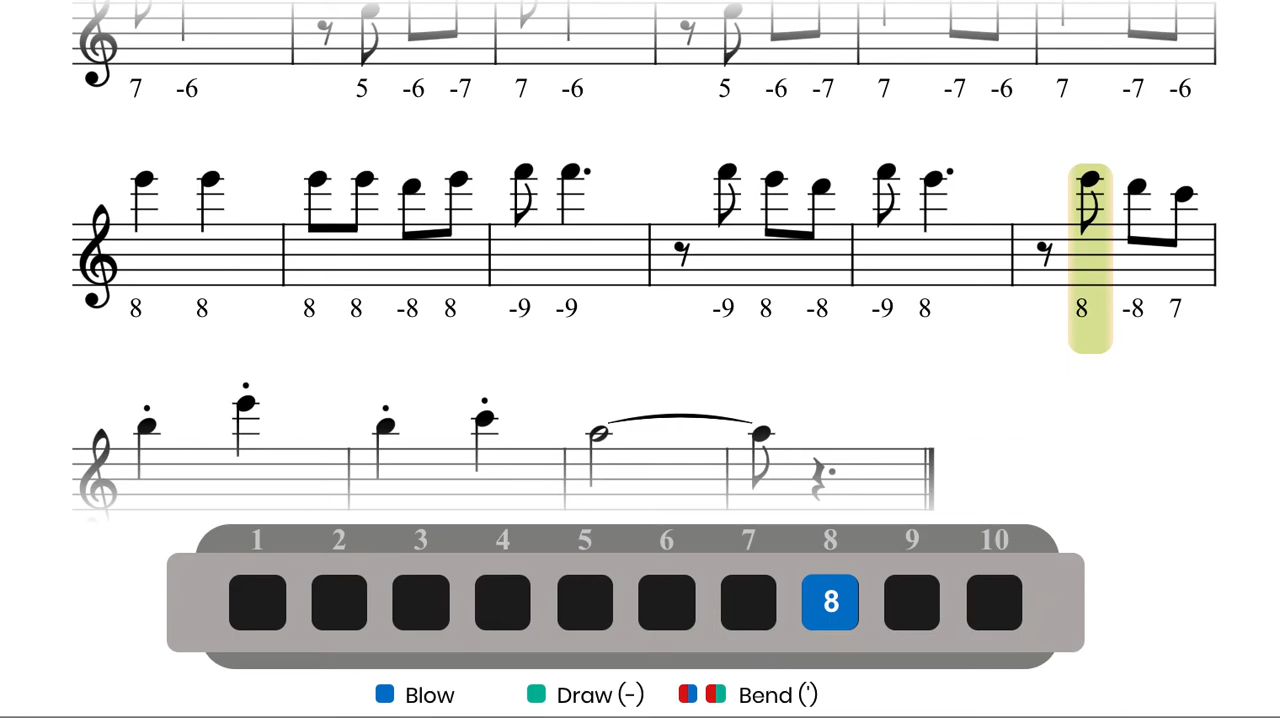 7 -6 5 -6 -7 7 -6 5 -6 -7 7 -7 -6 7 -7 -6
8 8 8 8 -8 8 -9 -9 -9 8 -8 -9 8 8 -8 7
1 2 3 4 5 6 7 8 9 10
8
Blow Draw (-) Bend (')